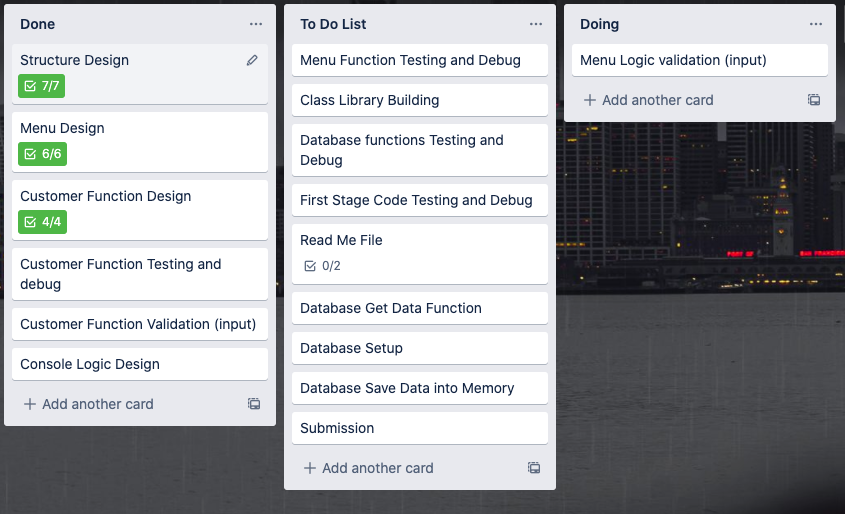 Done
Structure Design
7/7
Menu Design
6/6
Customer Function Design
4/4
Customer Function Testing and
debug
Customer Function Validation (input)
Console Logic Design
Add another card
To Do List
Menu Function Testing and Debug
Class Library Building
Database functions Testing and
Debug
First Stage Code Testing and Debug
Read Me File
0/2
Database Get Data Function
Database Setup
Database Save Data into Memory
Submission
Add another card
Doing
Menu Logic validation (input)
Add another card